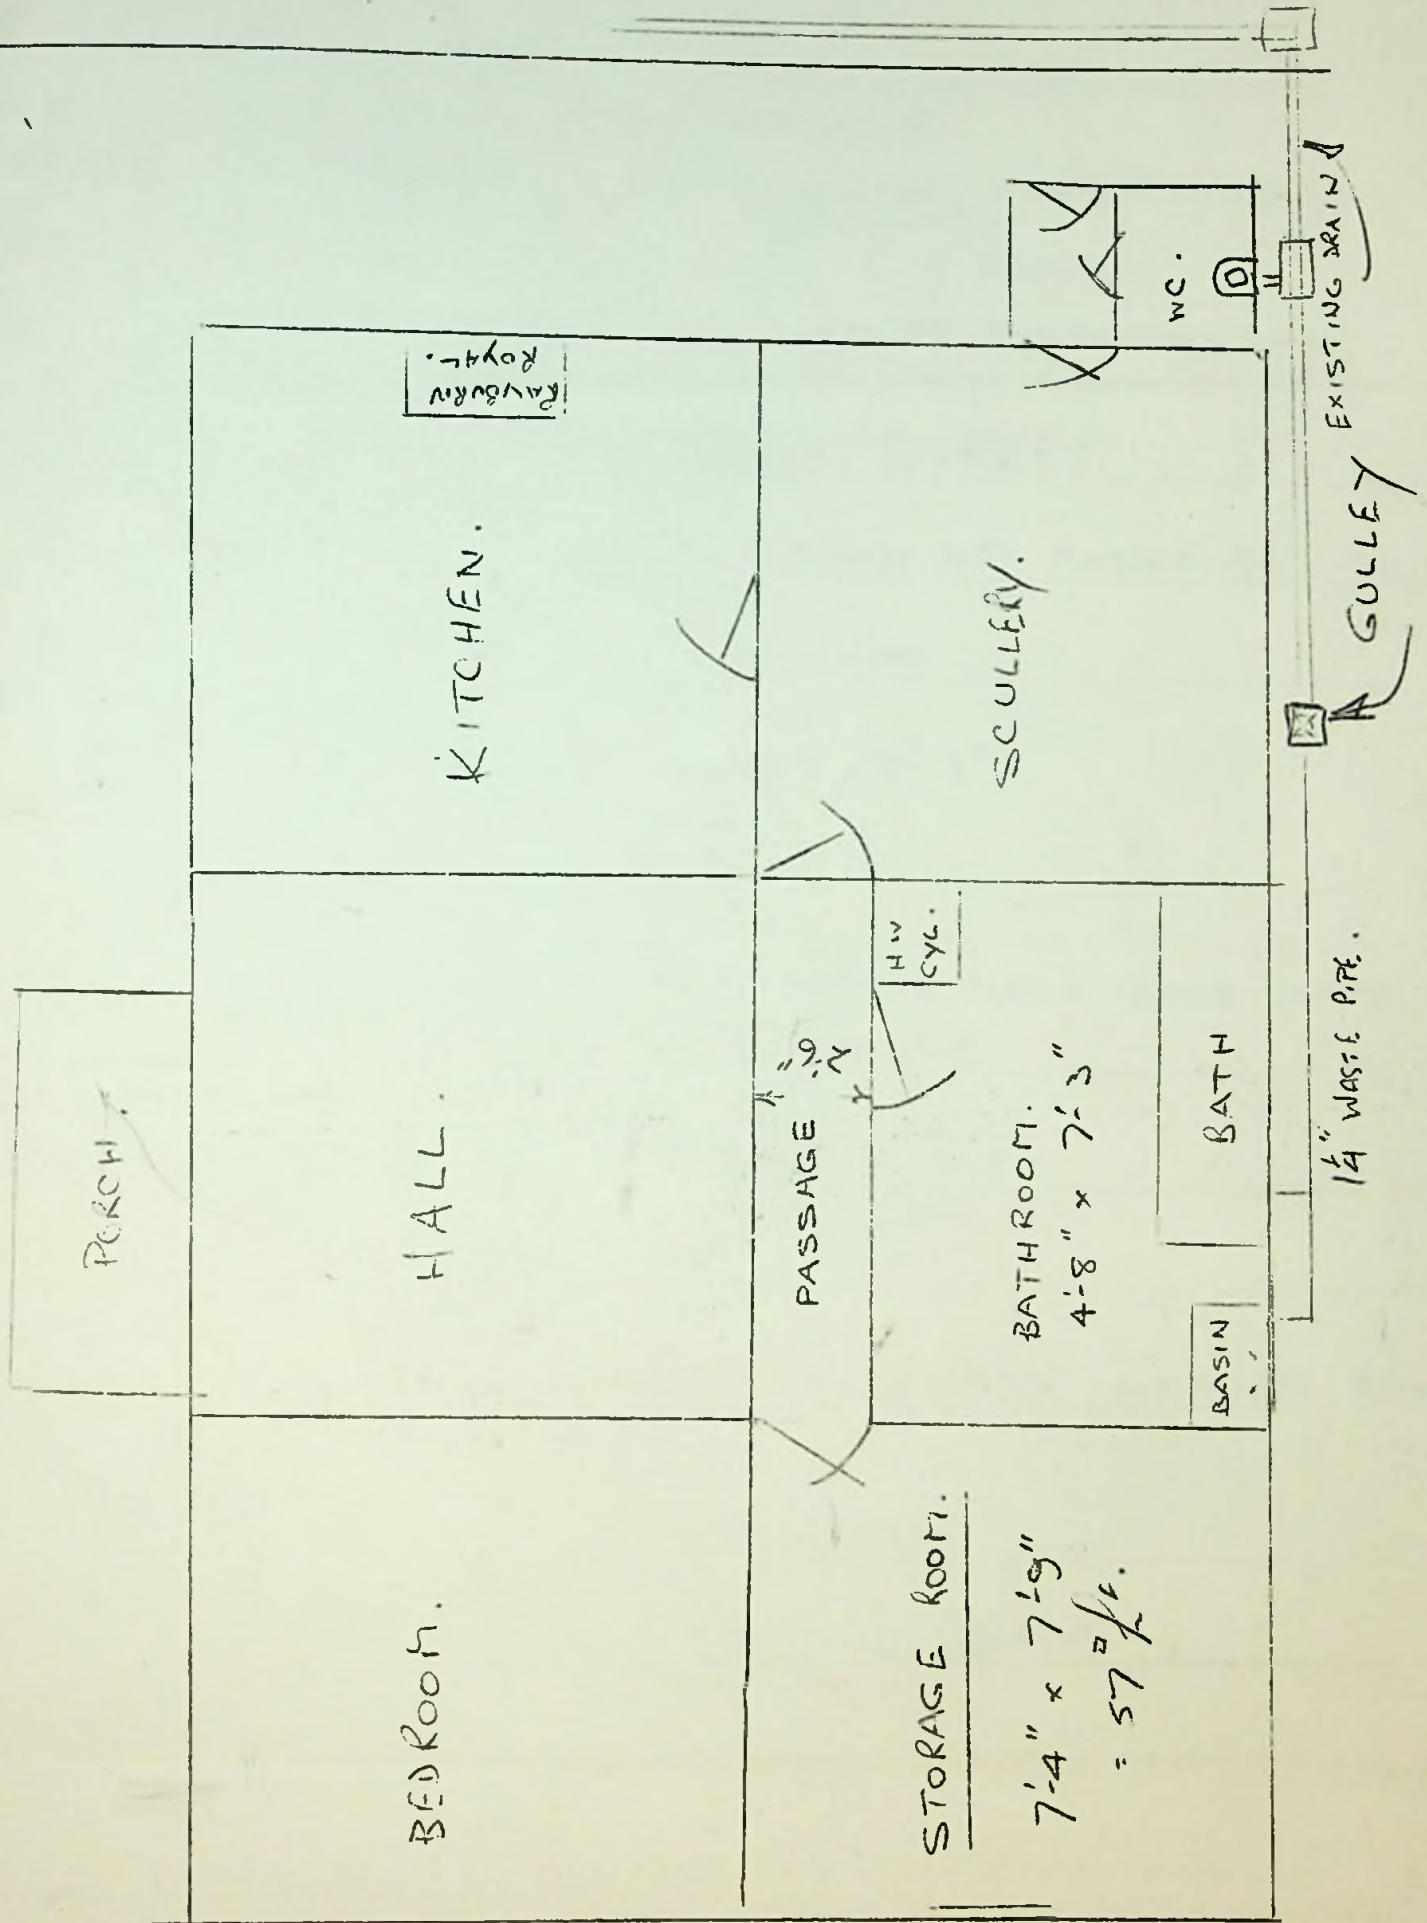 PORCH.
BEDROOM.
HALL.
KITCHEN.
RAYBURN
ROYAL.
PASSAGE
2'-6"
STORAGE ROOM.
7'-4" x 7'-9"
= 57 □ ft.
BATHROOM.
4'-8" x 7'-3"
HW
CYL.
SCULLERY.
BASIN
BATH
WC.
1¼" WASTE PIPE.
GULLEY
EXISTING DRAIN